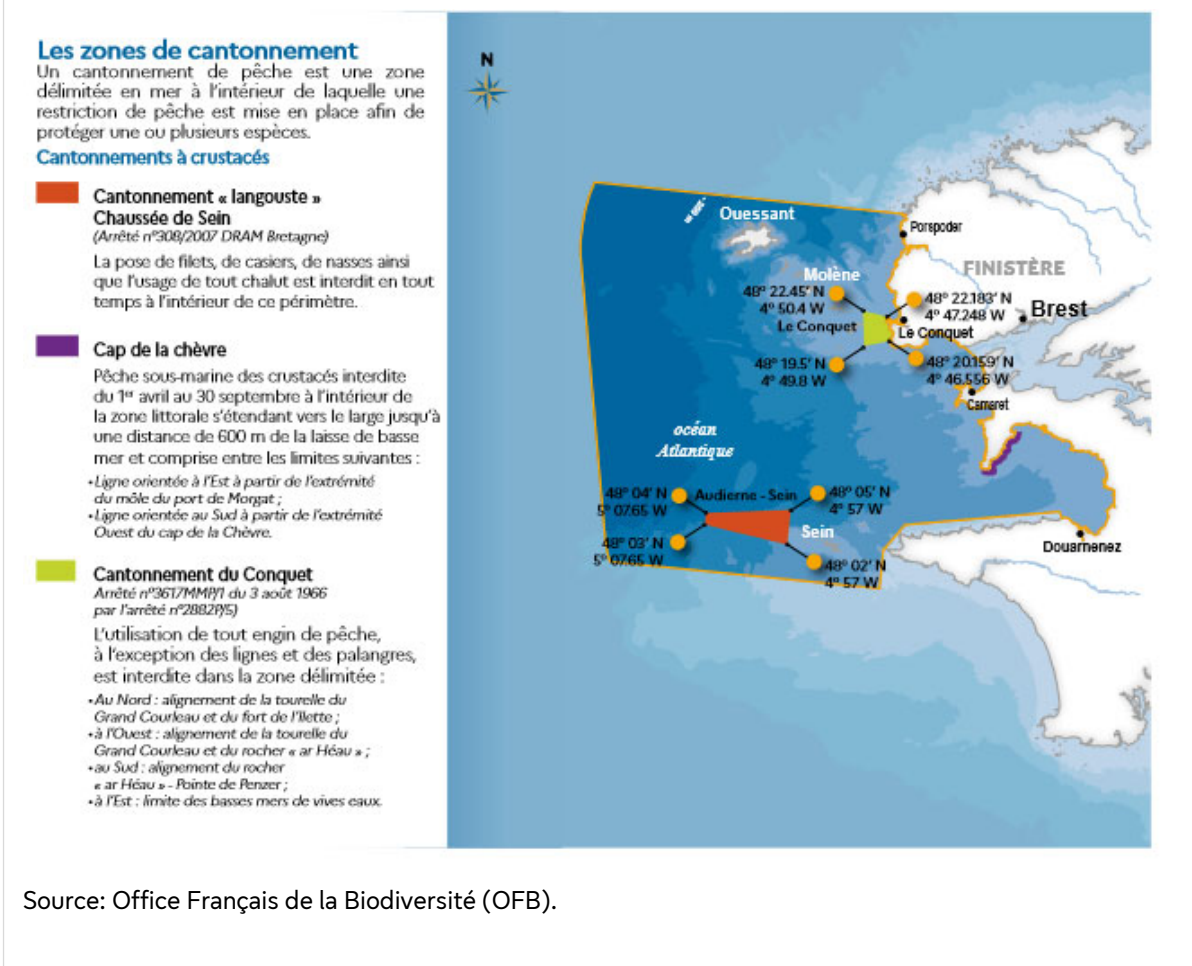 Les zones de cantonnement
Un cantonnement de pêche est une zone
délimitée en mer à l'intérieur de laquelle une
restriction de pêche est mise en place afin de
protéger une ou plusieurs espèces.
Cantonnements à crustacés
Cantonnement « langouste »
Chaussée de Sein
(Arrêté n°308/2007 DRAM Bretagne)
La pose de filets, de casiers, de nasses ainsi
que l'usage de tout chalut est interdit en tout
temps à l'intérieur de ce périmètre.
Cap de la chèvre
Pêche sous-marine des crustacés interdite
du 1er avril au 30 septembre à l'intérieur de
la zone littorale s'étendant vers le large jusqu'à
une distance de 600 m de la laisse de basse
mer et comprise entre les limites suivantes :
•Ligne orientée à l'Est à partir de l'extrémité
du môle du port de Morgat ;
•Ligne orientée au Sud à partir de l'extrémité
Ouest du cap de la Chèvre.
Cantonnement du Conquet
Arrêté n°3617MMP/1 du 3 août 1966
par l'arrêté n°2882P/5)
L'utilisation de tout engin de pêche,
à l'exception des lignes et des palangres,
est interdite dans la zone délimitée :
•Au Nord : alignement de la tourelle du
Grand Courleau et du fort de l'Ilette ;
•à l'Ouest : alignement de la tourelle du
Grand Courleau et du rocher « ar Héau » ;
•au Sud : alignement du rocher
« ar Héau » - Pointe de Penzer ;
•à l'Est : limite des basses mers de vives eaux.
N
Ouessant
Porspoder
Molène
FINISTÈRE
48° 22.45' N
4° 50.4 W
48° 22.183' N
4° 47.248 W
Brest
Le Conquet
Le Conquet
48° 19.5' N
4° 49.8 W
48° 20.159' N
4° 46.556 W
Camaret
océan
Atlantique
48° 04' N
5° 07.65 W
Audierne - Sein
48° 05' N
4° 57 W
Sein
48° 03' N
5° 07.65 W
48° 02' N
4° 57 W
Douarnenez
Source: Office Français de la Biodiversité (OFB).